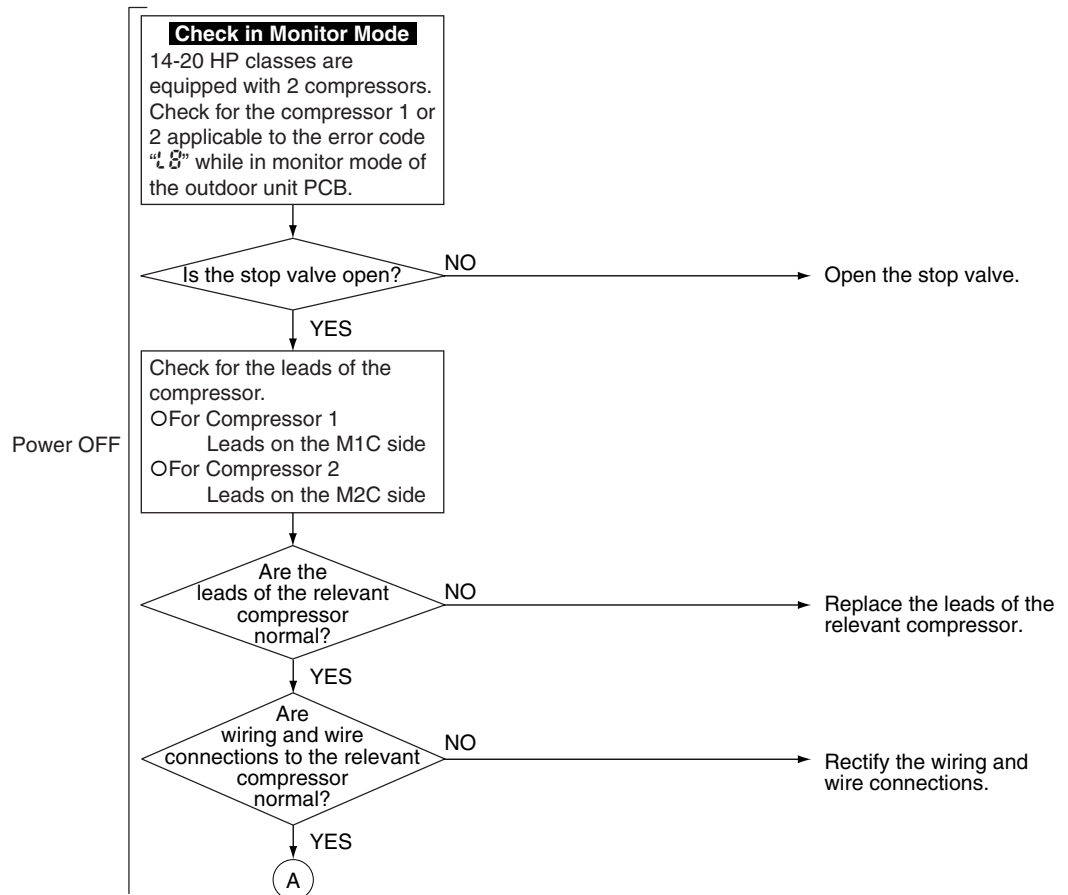 Check in Monitor Mode
14-20 HP classes are
equipped with 2 compressors.
Check for the compressor 1 or
2 applicable to the error code
“L8” while in monitor mode of
the outdoor unit PCB.
Is the stop valve open?
NO
Open the stop valve.
YES
Check for the leads of the
compressor.
○For Compressor 1
Leads on the M1C side
○For Compressor 2
Leads on the M2C side
Power OFF
Are the
leads of the relevant
compressor
normal?
NO
Replace the leads of the
relevant compressor.
YES
Are
wiring and wire
connections to the relevant
compressor
normal?
NO
Rectify the wiring and
wire connections.
YES
A